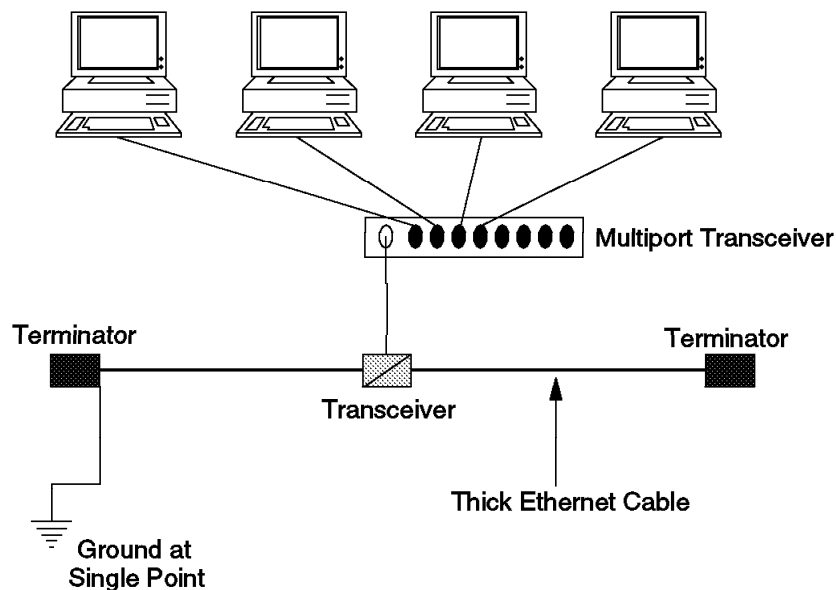 Multiport Transceiver
Terminator
Terminator
Transceiver
Thick Ethernet Cable
Ground at
Single Point